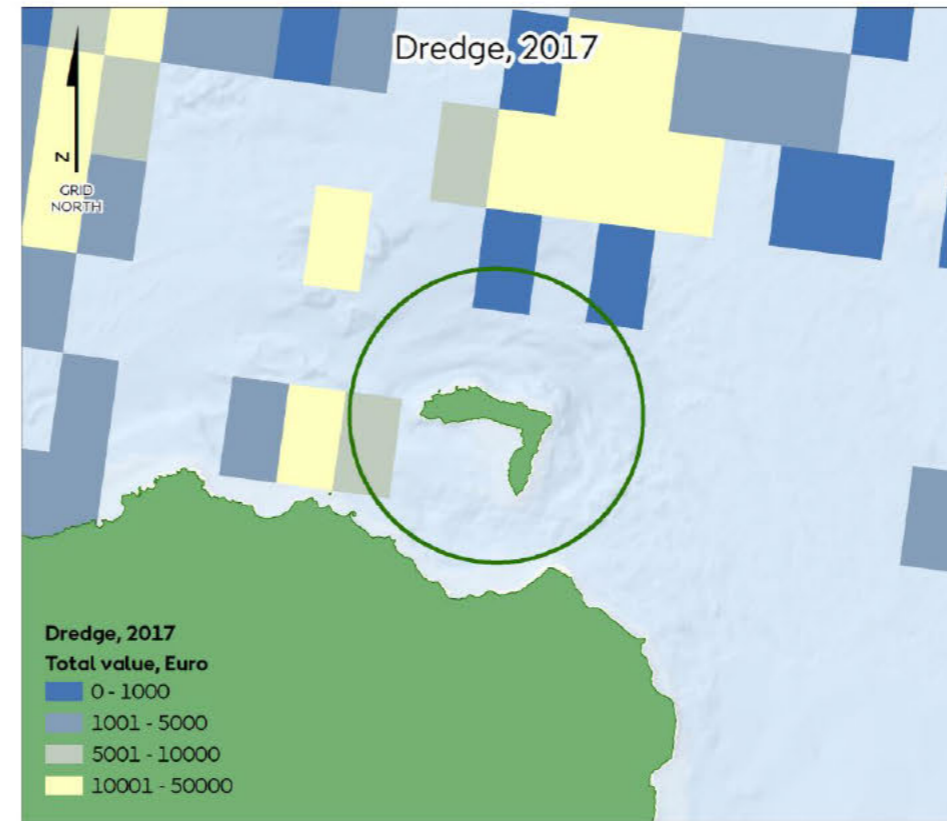 Dredge, 2017
N
GRID
NORTH
Dredge, 2017
Total value, Euro
0 - 1000
1001 - 5000
5001 - 10000
10001 - 50000